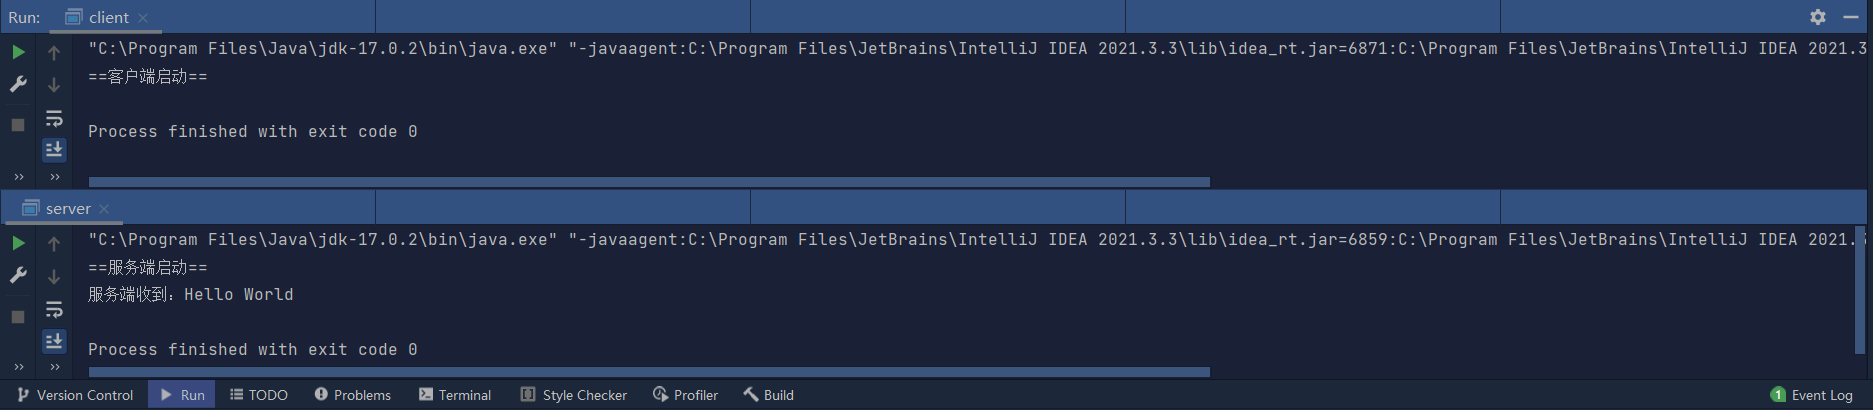 Run: client
"C:\Program Files\Java\jdk-17.0.2\bin\java.exe" "-javaagent:C:\Program Files\JetBrains\IntelliJ IDEA 2021.3.3\lib\idea_rt.jar=6871:C:\Program Files\JetBrains\IntelliJ IDEA 2021.3
==客户端启动==
Process finished with exit code 0
server
"C:\Program Files\Java\jdk-17.0.2\bin\java.exe" "-javaagent:C:\Program Files\JetBrains\IntelliJ IDEA 2021.3.3\lib\idea_rt.jar=6859:C:\Program Files\JetBrains\IntelliJ IDEA 2021.
==服务端启动==
服务端收到：Hello World
Process finished with exit code 0
Version Control Run TODO Problems Terminal Style Checker Profiler Build 1 Event Log